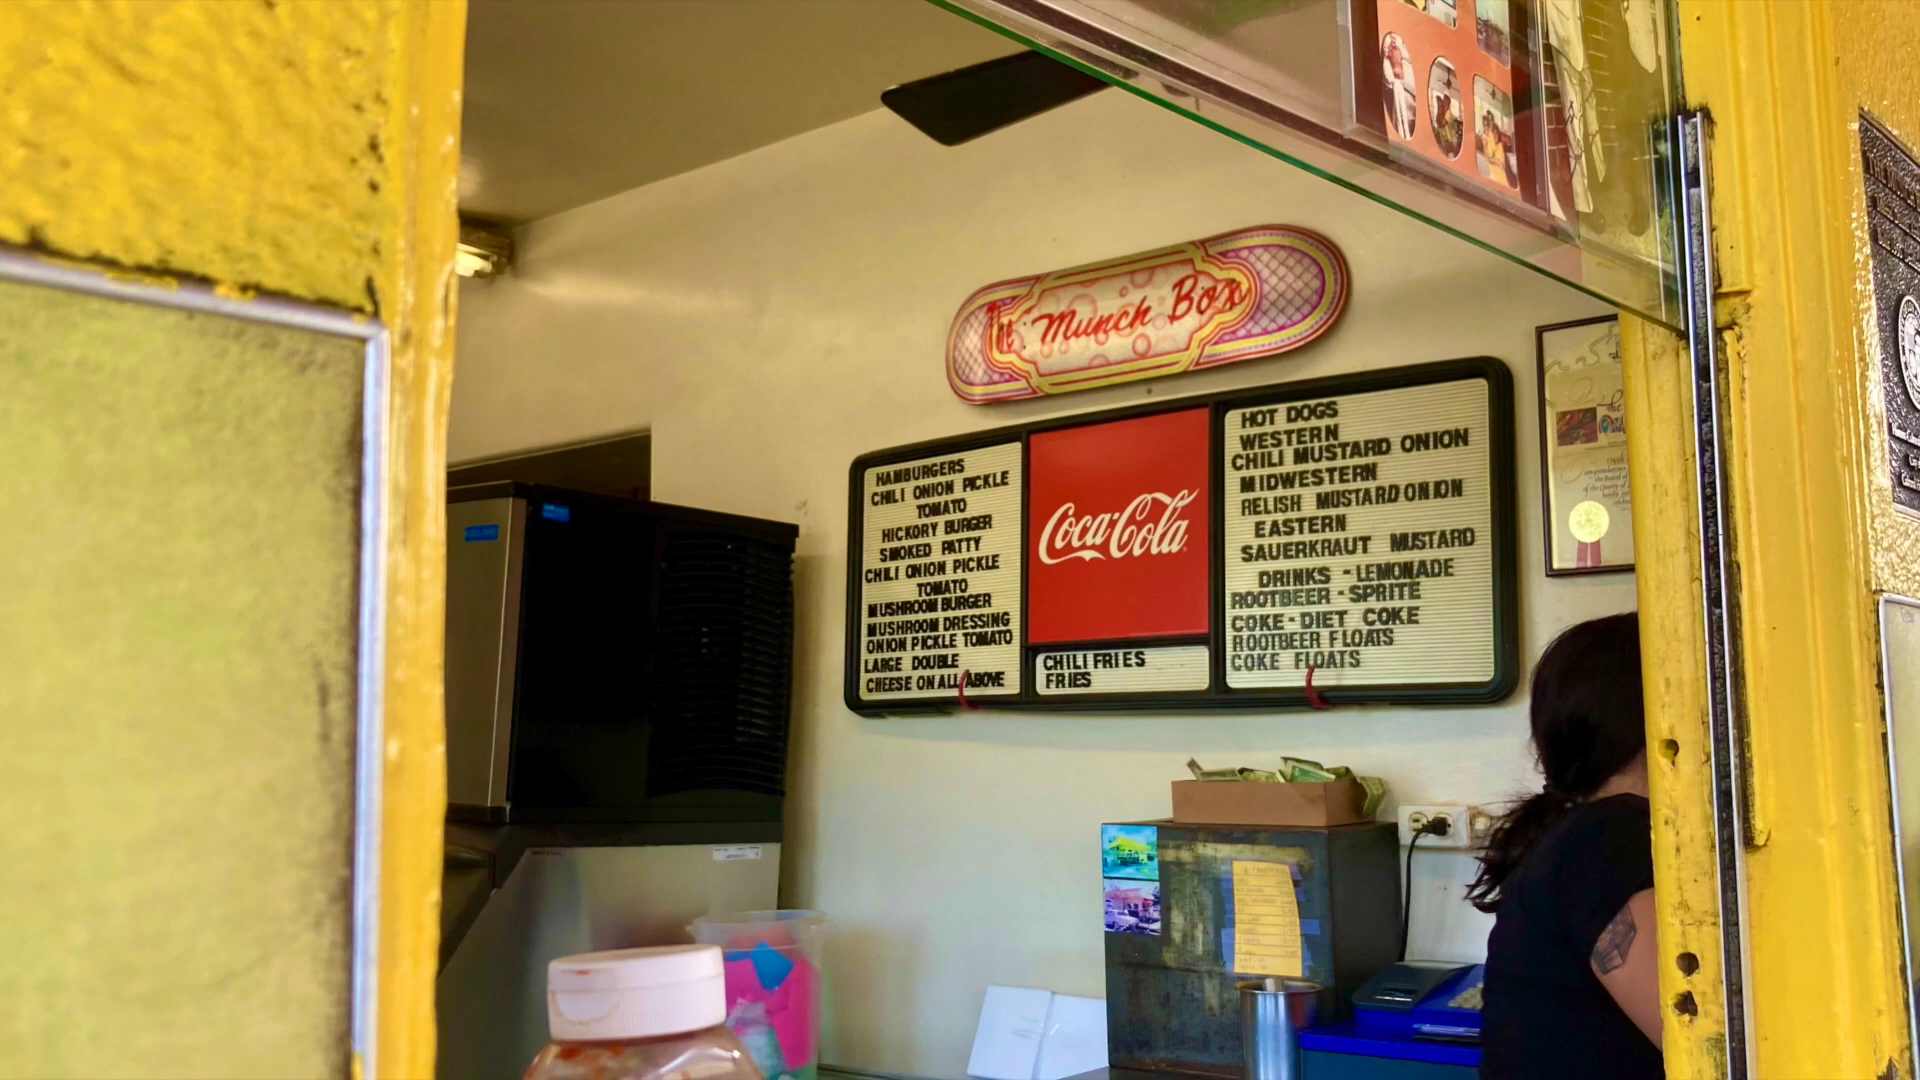 The Munch Box
HAMBURGERS
CHILI ONION PICKLE
TOMATO
HICKORY BURGER
SMOKED PATTY
CHILI ONION PICKLE
TOMATO
MUSHROOM BURGER
MUSHROOM DRESSING
ONION PICKLE TOMATO
LARGE DOUBLE
CHEESE ON ALL ABOVE
Coca-Cola
CHILI FRIES
FRIES
HOT DOGS
WESTERN
CHILI MUSTARD ONION
MIDWESTERN
RELISH MUSTARD ONION
EASTERN
SAUERKRAUT MUSTARD
DRINKS - LEMONADE
ROOTBEER - SPRITE
COKE - DIET COKE
ROOTBEER FLOATS
COKE FLOATS